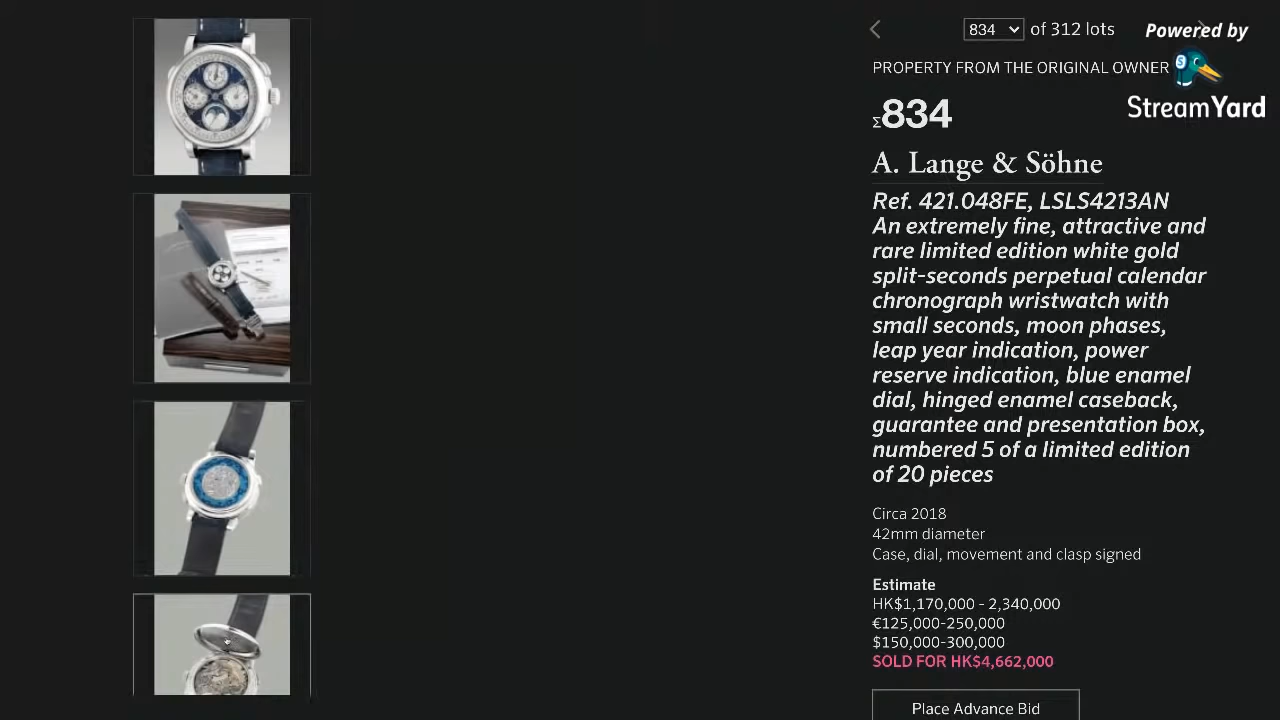 834 of 312 lots
Powered by
StreamYard
PROPERTY FROM THE ORIGINAL OWNER
Σ834
A. Lange & Söhne
Ref. 421.048FE, LSLS4213AN
An extremely fine, attractive and
rare limited edition white gold
split-seconds perpetual calendar
chronograph wristwatch with
small seconds, moon phases,
leap year indication, power
reserve indication, blue enamel
dial, hinged enamel caseback,
guarantee and presentation box,
numbered 5 of a limited edition
of 20 pieces
Circa 2018
42mm diameter
Case, dial, movement and clasp signed
Estimate
HK$1,170,000 - 2,340,000
€125,000-250,000
$150,000-300,000
SOLD FOR HK$4,662,000
Place Advance Bid